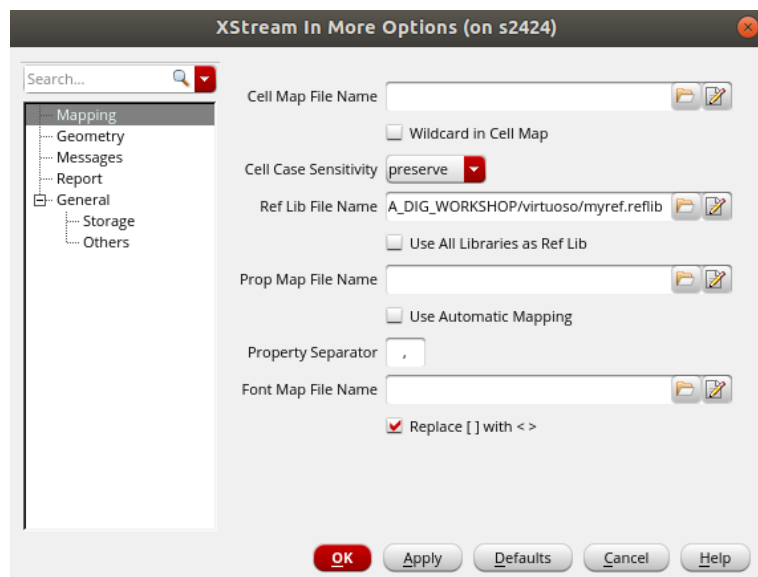 XStream In More Options (on s2424)
Search...
Mapping
Geometry
Messages
Report
General
Storage
Others
Cell Map File Name
Wildcard in Cell Map
Cell Case Sensitivity preserve
Ref Lib File Name A_DIG_WORKSHOP/virtuoso/myref.reflib
Use All Libraries as Ref Lib
Prop Map File Name
Use Automatic Mapping
Property Separator ,
Font Map File Name
Replace [ ] with < >
OK Apply Defaults Cancel Help